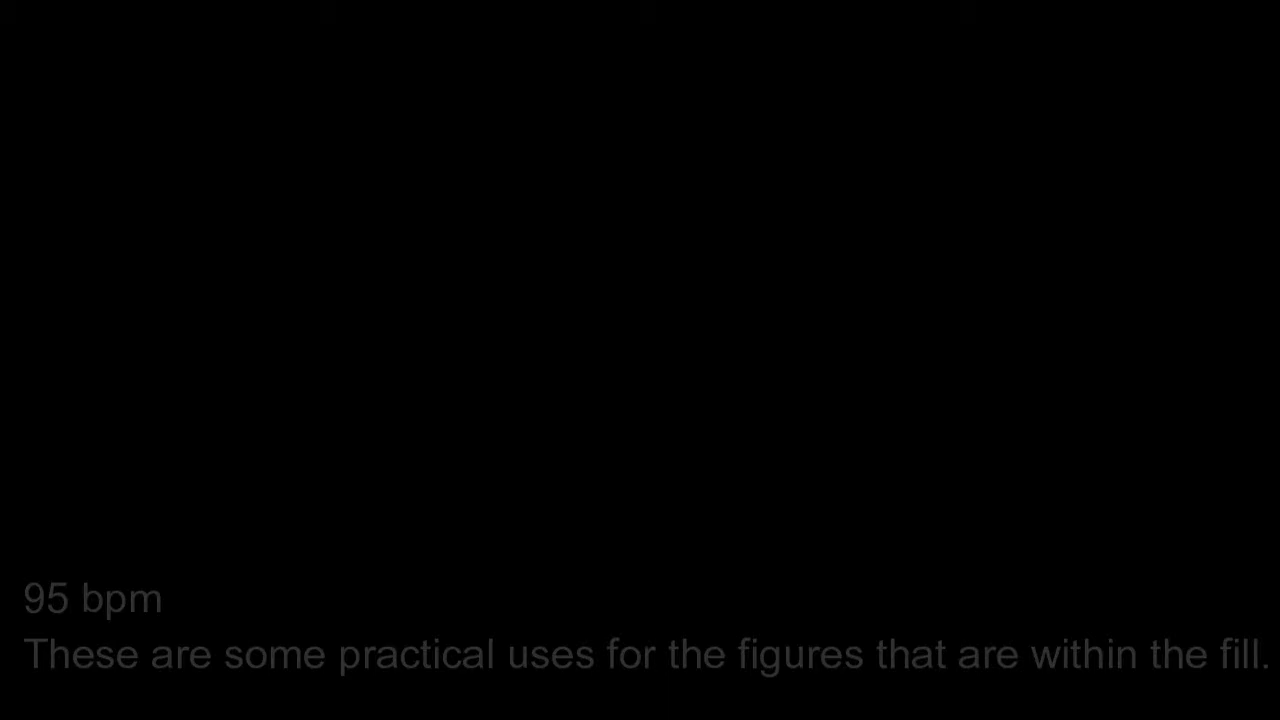 95 bpm
These are some practical uses for the figures that are within the fill.